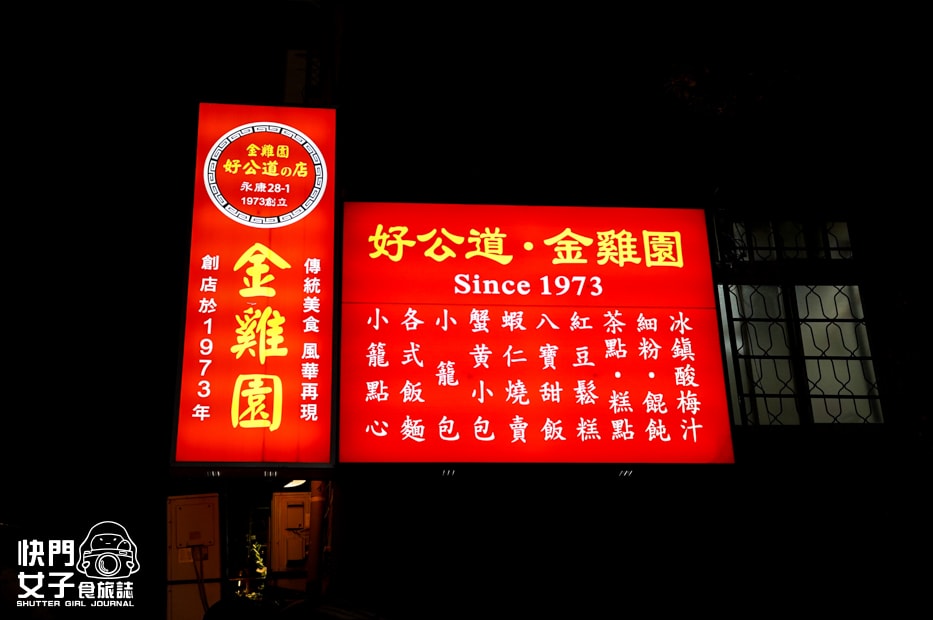 金雞園
好公道の店
永康28-1
1973創立
傳統美食 風華再現
金雞園
創店於1973年
好公道·金雞園
Since 1973
冰鎮酸梅汁
細粉·餛飩
茶點·糕點
紅豆鬆糕
八寶甜飯
蝦仁燒賣
蟹黃小包
小籠包
各式飯麵
小籠點心
快門
女子食旅誌
SHUTTER GIRL JOURNAL